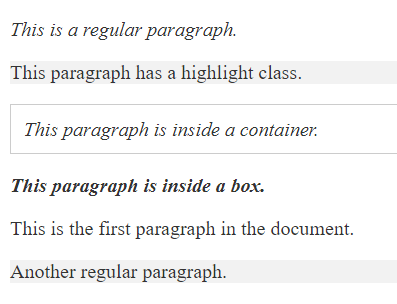 This is a regular paragraph.
This paragraph has a highlight class.
This paragraph is inside a container.
This paragraph is inside a box.
This is the first paragraph in the document.
Another regular paragraph.